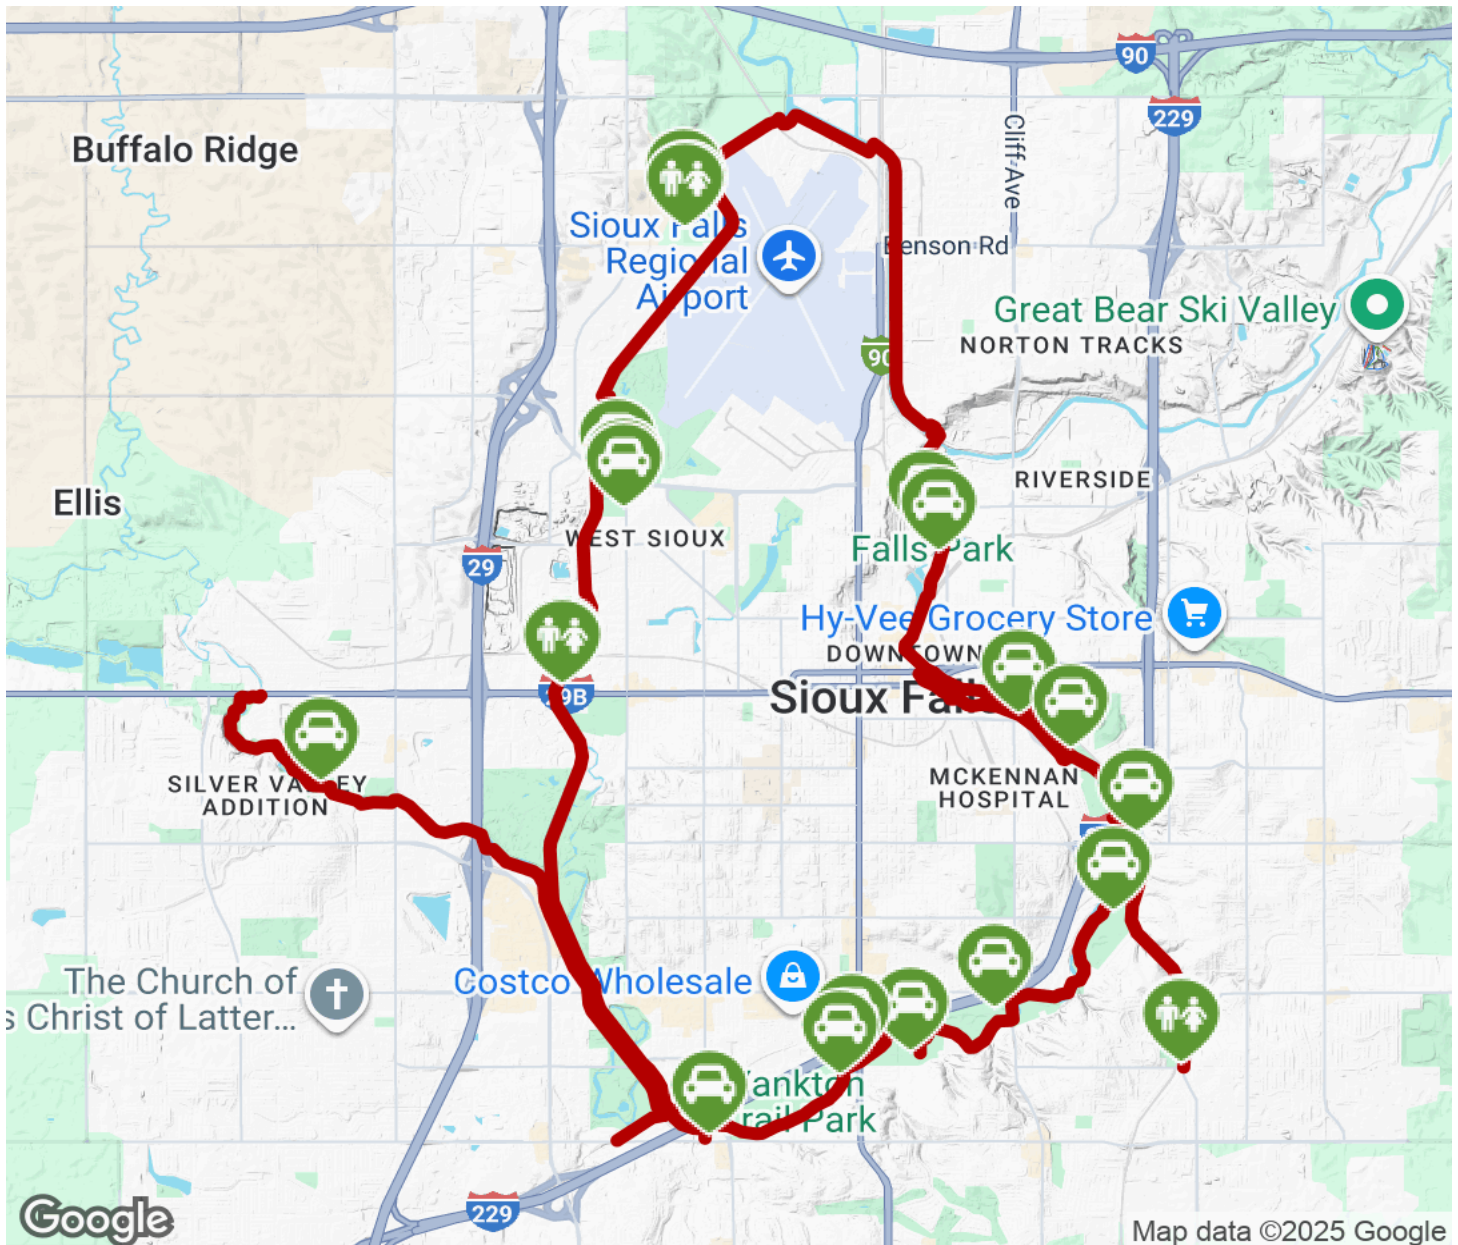 90
229
Buffalo Ridge
Cliff Ave
Sioux Falls
Regional
Airport
Benson Rd
Great Bear Ski Valley
NORTON TRACKS
90
Ellis
RIVERSIDE
WEST SIOUX
Falls Park
29
Hy-Vee Grocery Store
DOWNTOWN
29B
Sioux Falls
SILVER VALLEY
ADDITION
MCKENNAN
HOSPITAL
The Church of
s Christ of Latter...
Costco Wholesale
Yankton
Trail Park
229
Google
Map data ©2025 Google